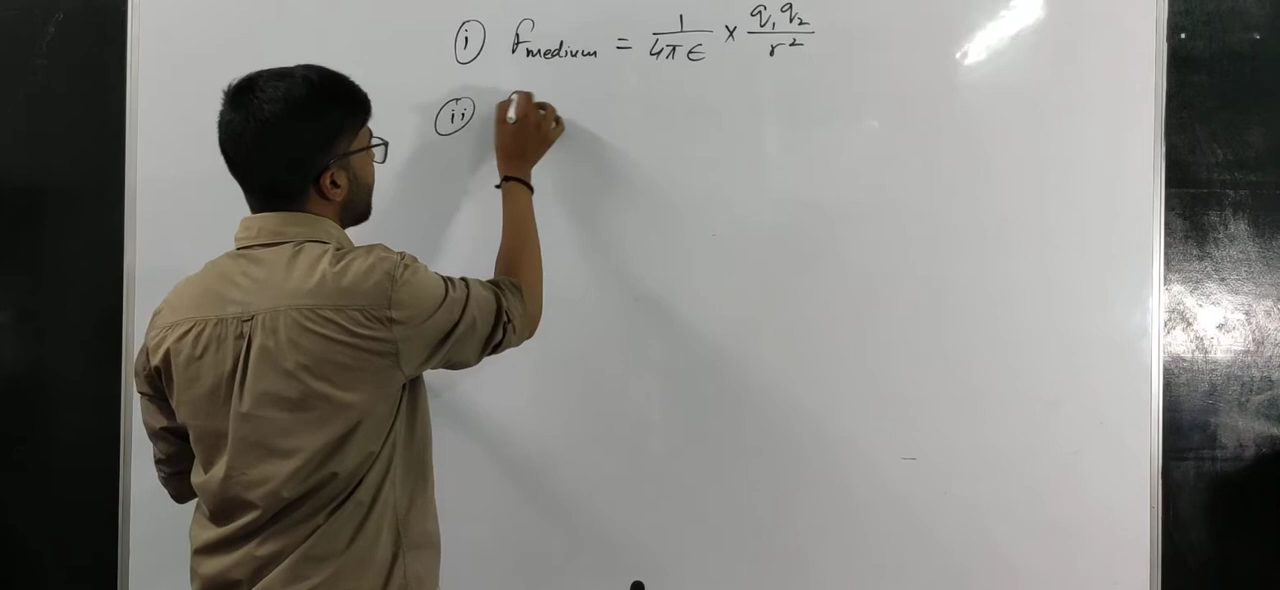 (i) Fmedium = 1/4πϵ × q₁q₂/r²
(ii)